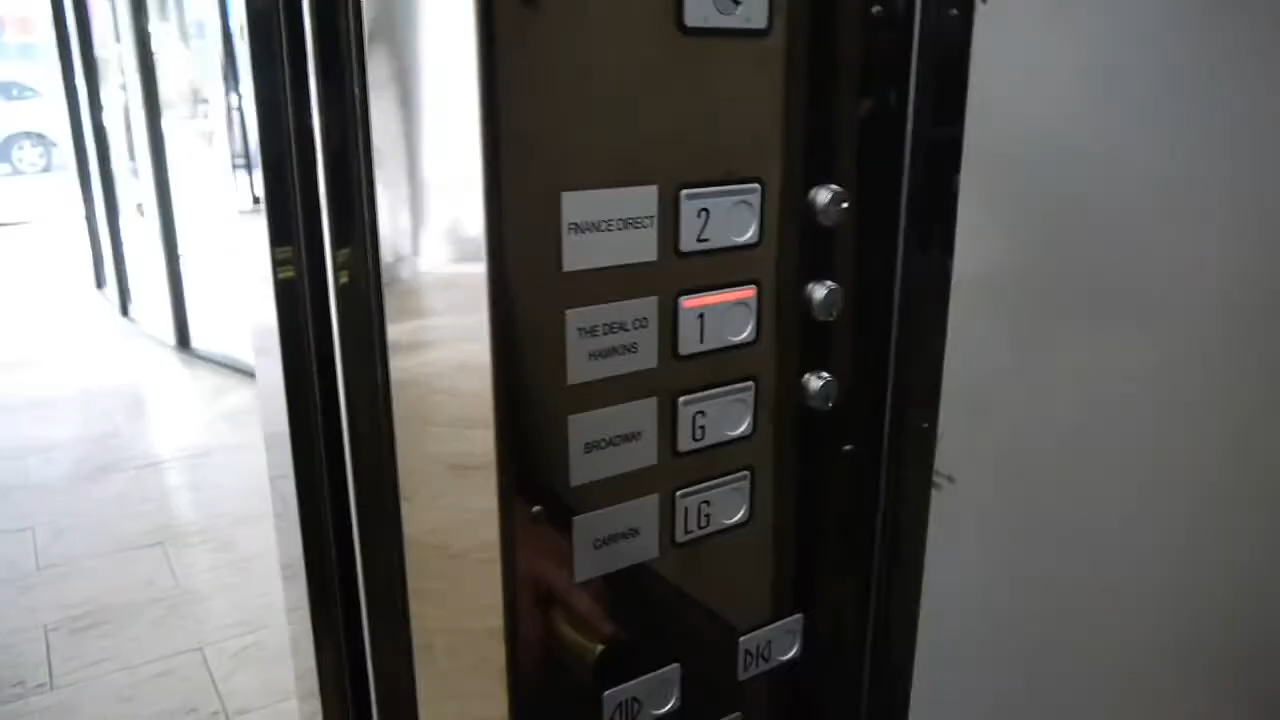 FINANCE DIRECT 2
THE DEAL CO 1
HAWKINS
BROADWAY G
CARPARK LG